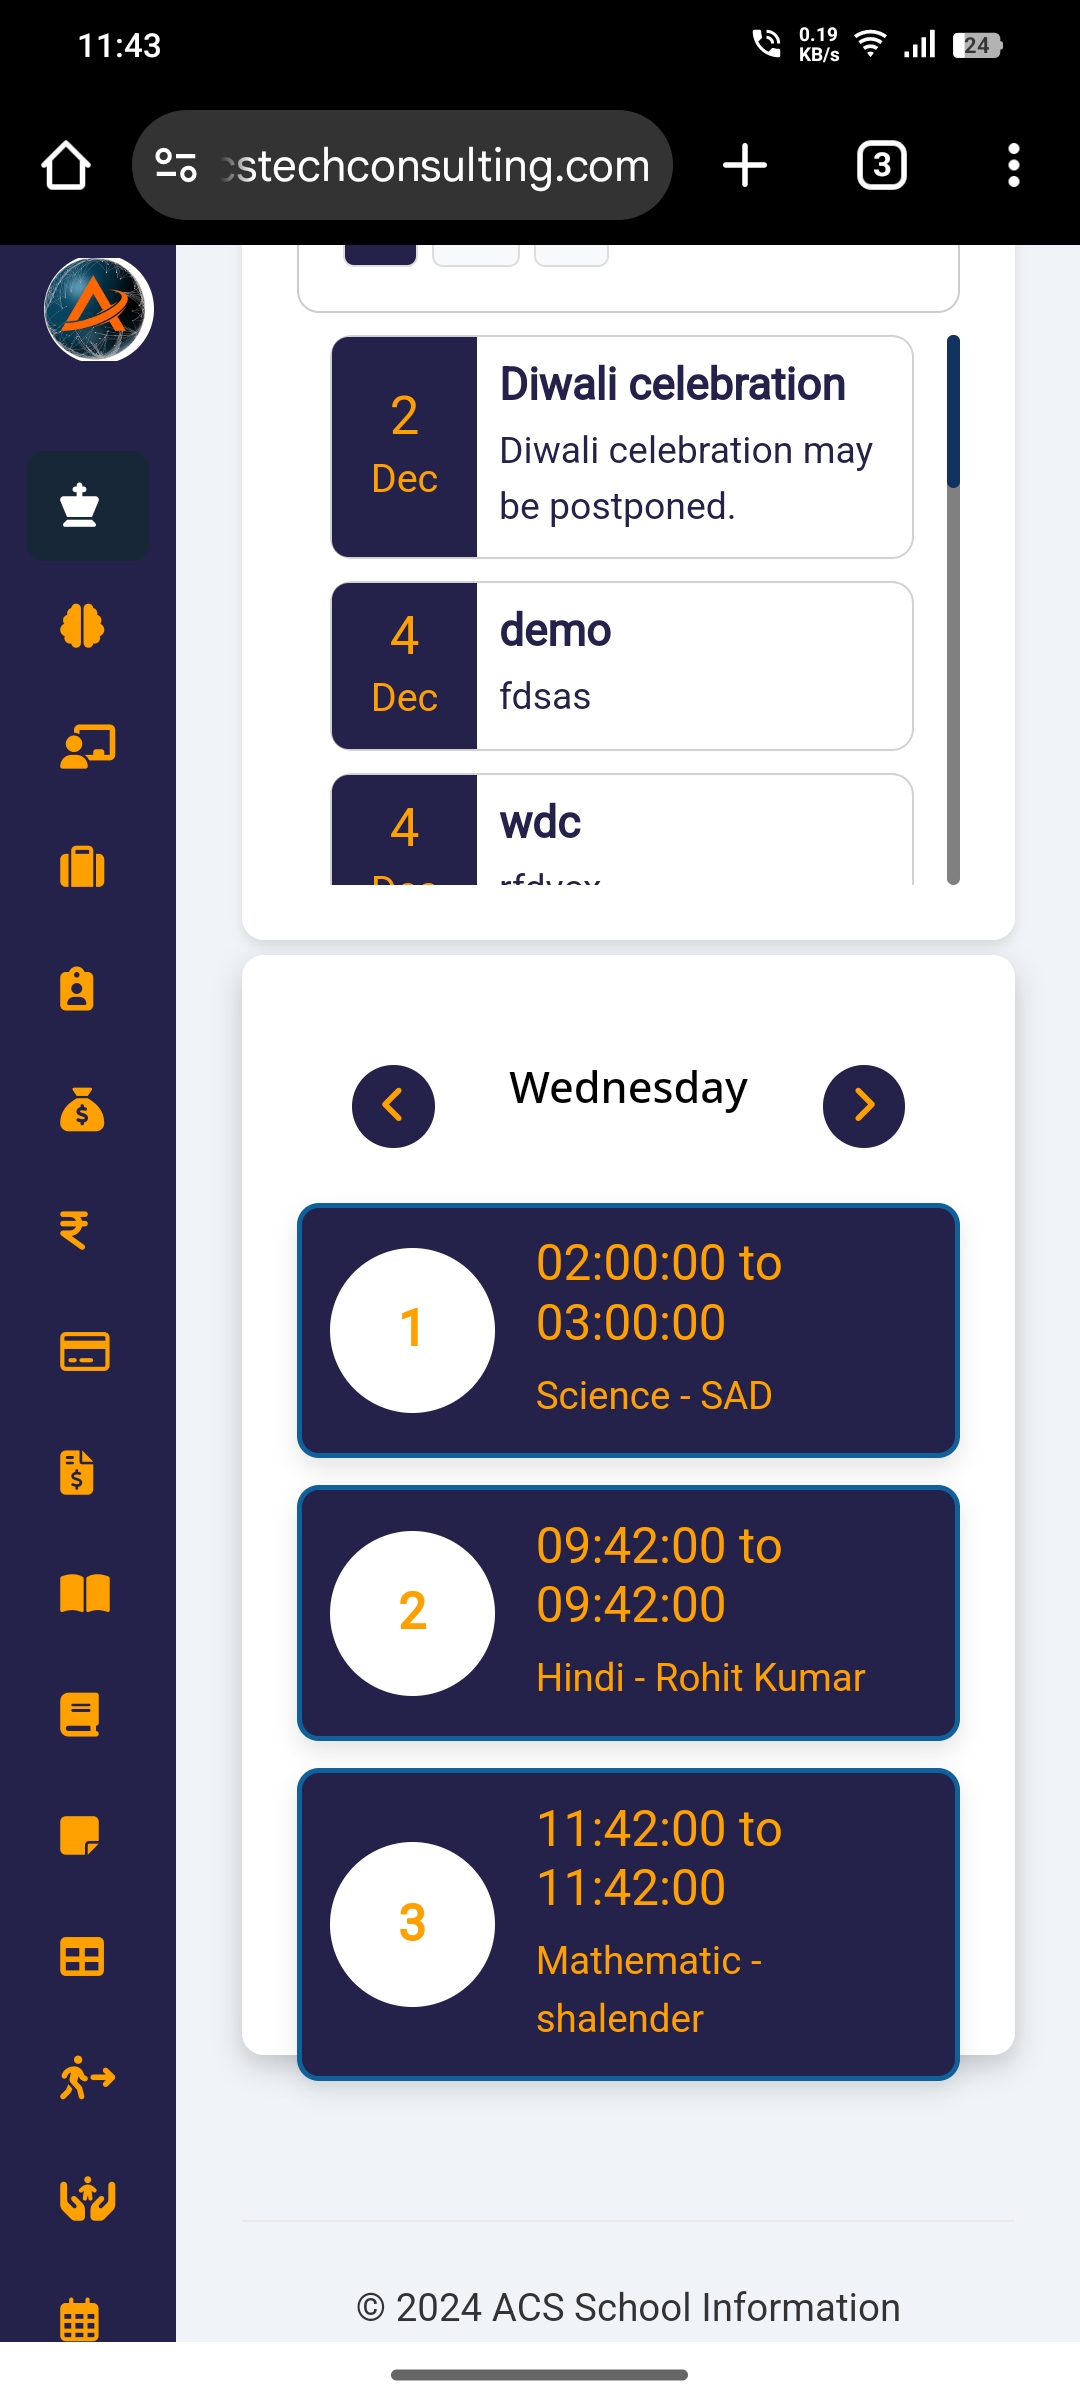 11:43
0.19
KB/s
24
cstechconsulting.com
3
2
Dec
Diwali celebration
Diwali celebration may
be postponed.
4
Dec
demo
fdsas
4
Dec
wdc
Wednesday
1
02:00:00 to
03:00:00
Science - SAD
2
09:42:00 to
09:42:00
Hindi - Rohit Kumar
3
11:42:00 to
11:42:00
Mathematic -
shalender
© 2024 ACS School Information